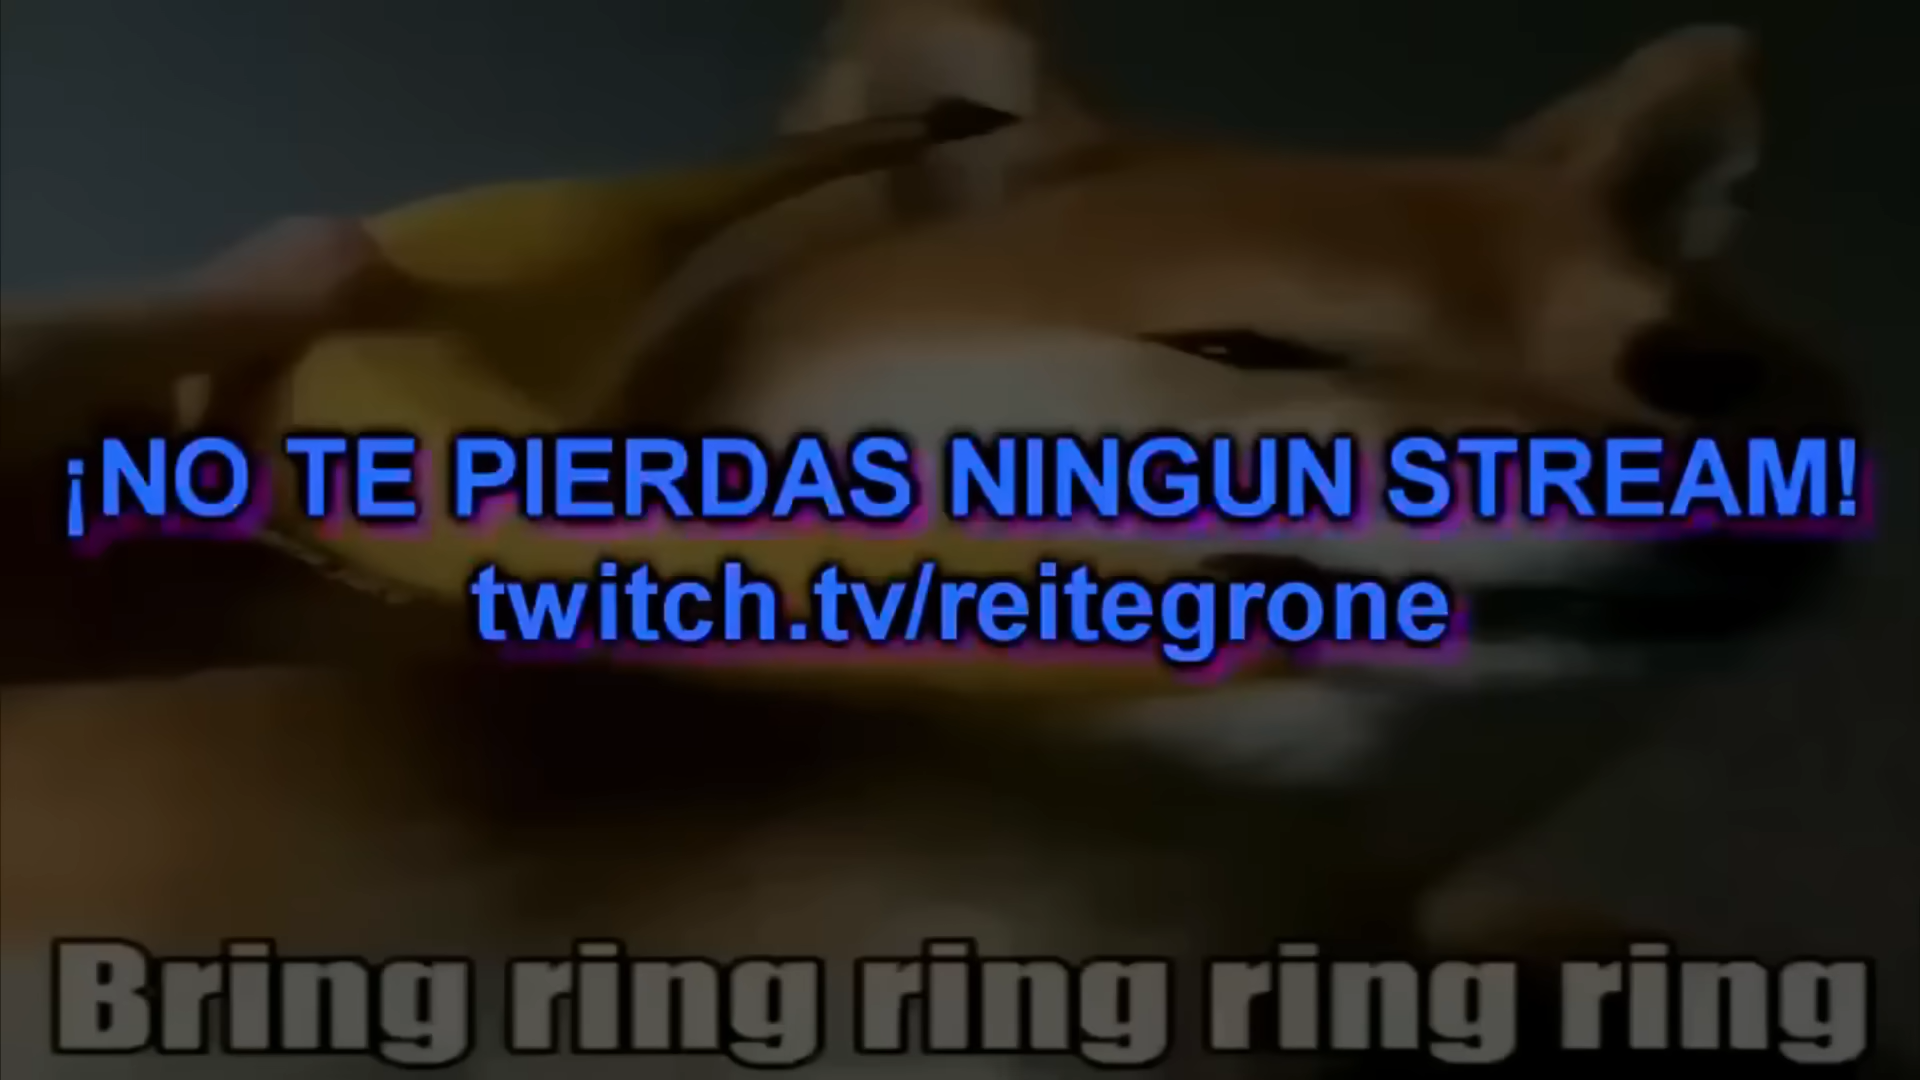 ¡NO TE PIERDAS NINGUN STREAM!
twitch.tv/reitegrone
Bring ring ring ring ring